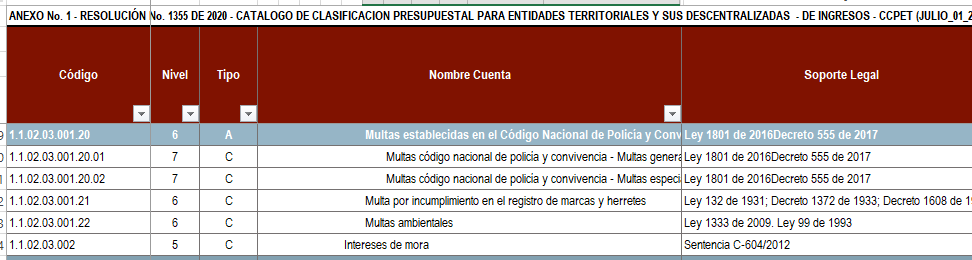 ANEXO No. 1 - RESOLUCIÓN No. 1355 DE 2020 - CATALOGO DE CLASIFICACION PRESUPUESTAL PARA ENTIDADES TERRITORIALES Y SUS DESCENTRALIZADAS - DE INGRESOS - CCPET (JULIO_01_2
Código Nivel Tipo Nombre Cuenta Soporte Legal
1.1.02.03.001.20 6 A Multas establecidas en el Código Nacional de Policía y Conv Ley 1801 de 2016Decreto 555 de 2017
1.1.02.03.001.20.01 7 C Multas código nacional de policía y convivencia - Multas genera Ley 1801 de 2016Decreto 555 de 2017
1.1.02.03.001.20.02 7 C Multas código nacional de policía y convivencia - Multas especi Ley 1801 de 2016Decreto 555 de 2017
1.1.02.03.001.21 6 C Multa por incumplimiento en el registro de marcas y herretes Ley 132 de 1931; Decreto 1372 de 1933; Decreto 1608 de 19
1.1.02.03.001.22 6 C Multas ambientales Ley 1333 de 2009. Ley 99 de 1993
1.1.02.03.002 5 C Intereses de mora Sentencia C-604/2012